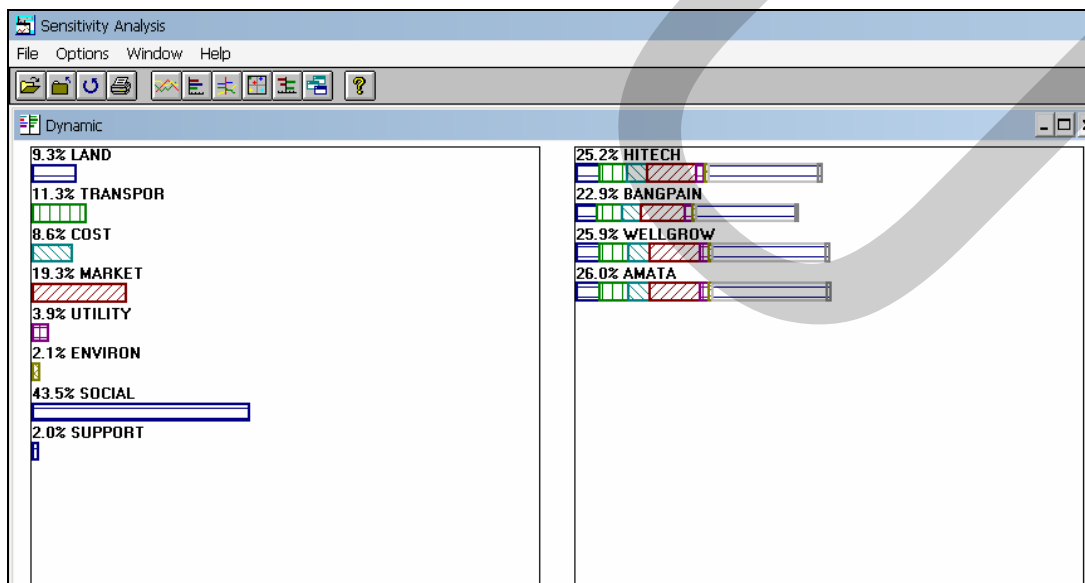 Sensitivity Analysis
File Options Window Help
?
Dynamic
9.3% LAND
11.3% TRANSPOR
8.6% COST
19.3% MARKET
3.9% UTILITY
2.1% ENVIRON
43.5% SOCIAL
2.0% SUPPORT
25.2% HITECH
22.9% BANGPAIN
25.9% WELLGROW
26.0% AMATA